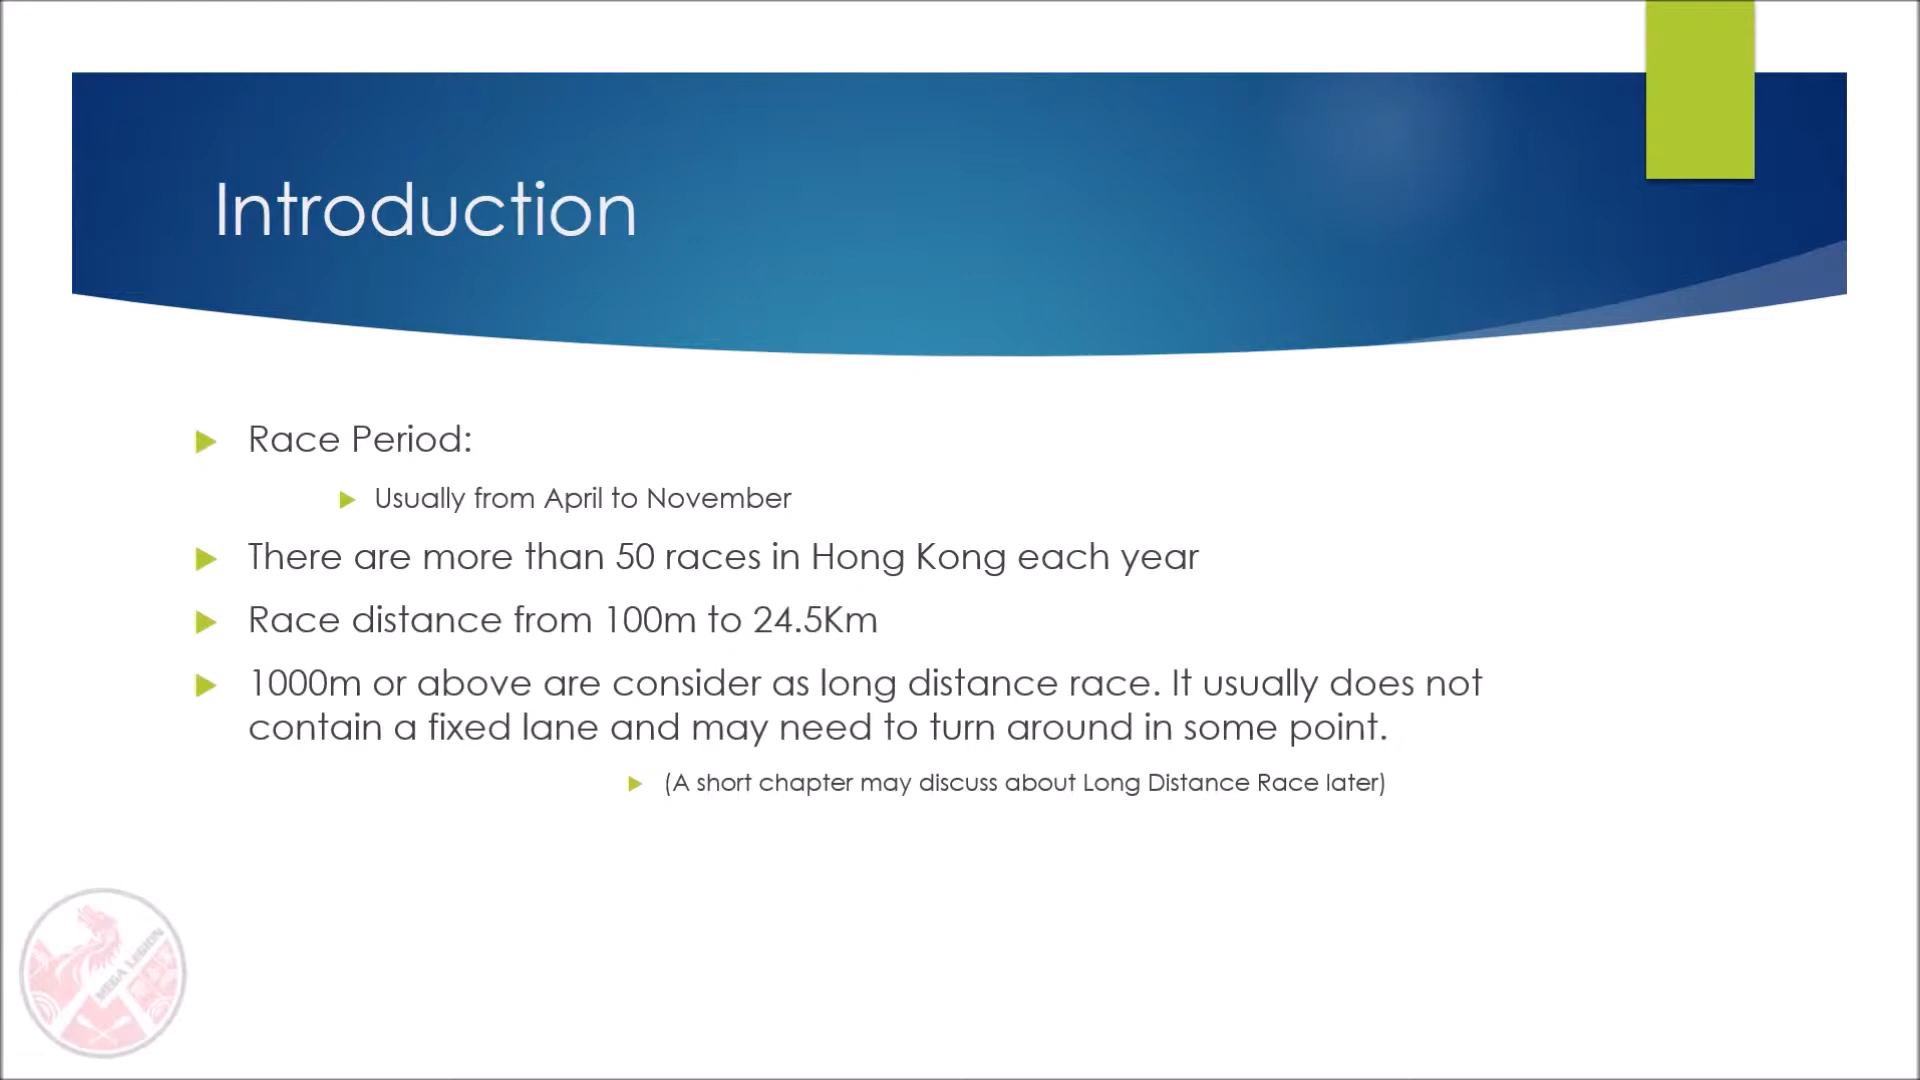 Introduction
Race Period:
Usually from April to November
There are more than 50 races in Hong Kong each year
Race distance from 100m to 24.5Km
1000m or above are consider as long distance race. It usually does not
contain a fixed lane and may need to turn around in some point.
(A short chapter may discuss about Long Distance Race later)
MEGA LEGION